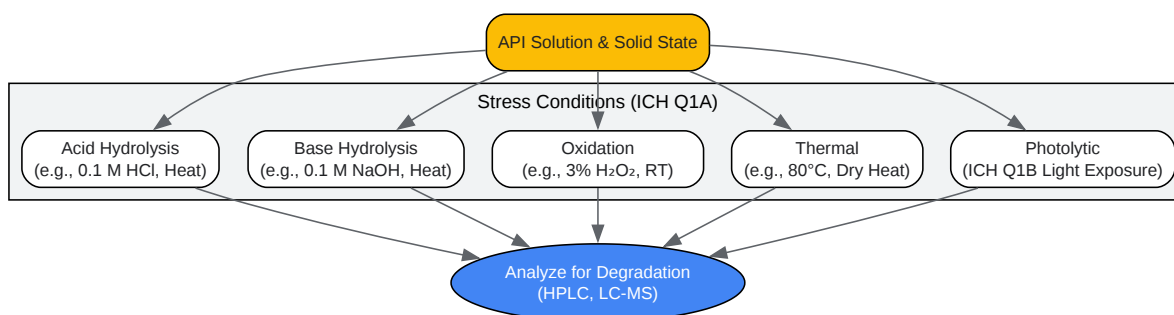 API Solution & Solid State
Stress Conditions (ICH Q1A)
Acid Hydrolysis
(e.g., 0.1 M HCl, Heat)
Base Hydrolysis
(e.g., 0.1 M NaOH, Heat)
Oxidation
(e.g., 3% H₂O₂, RT)
Thermal
(e.g., 80°C, Dry Heat)
Photolytic
(ICH Q1B Light Exposure)
Analyze for Degradation
(HPLC, LC-MS)